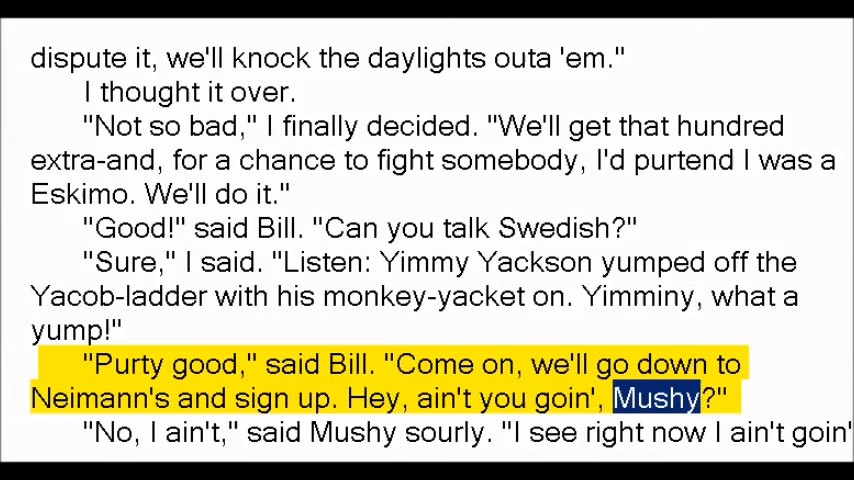 dispute it, we'll knock the daylights outa 'em."
I thought it over.
"Not so bad," I finally decided. "We'll get that hundred
extra-and, for a chance to fight somebody, I'd purtend I was a
Eskimo. We'll do it."
"Good!" said Bill. "Can you talk Swedish?"
"Sure," I said. "Listen: Yimmy Yackson yumped off the
Yacob-ladder with his monkey-yacket on. Yimminy, what a
yump!"
"Purty good," said Bill. "Come on, we'll go down to
Neimann's and sign up. Hey, ain't you goin', Mushy?"
"No, I ain't," said Mushy sourly. "I see right now I ain't goin'